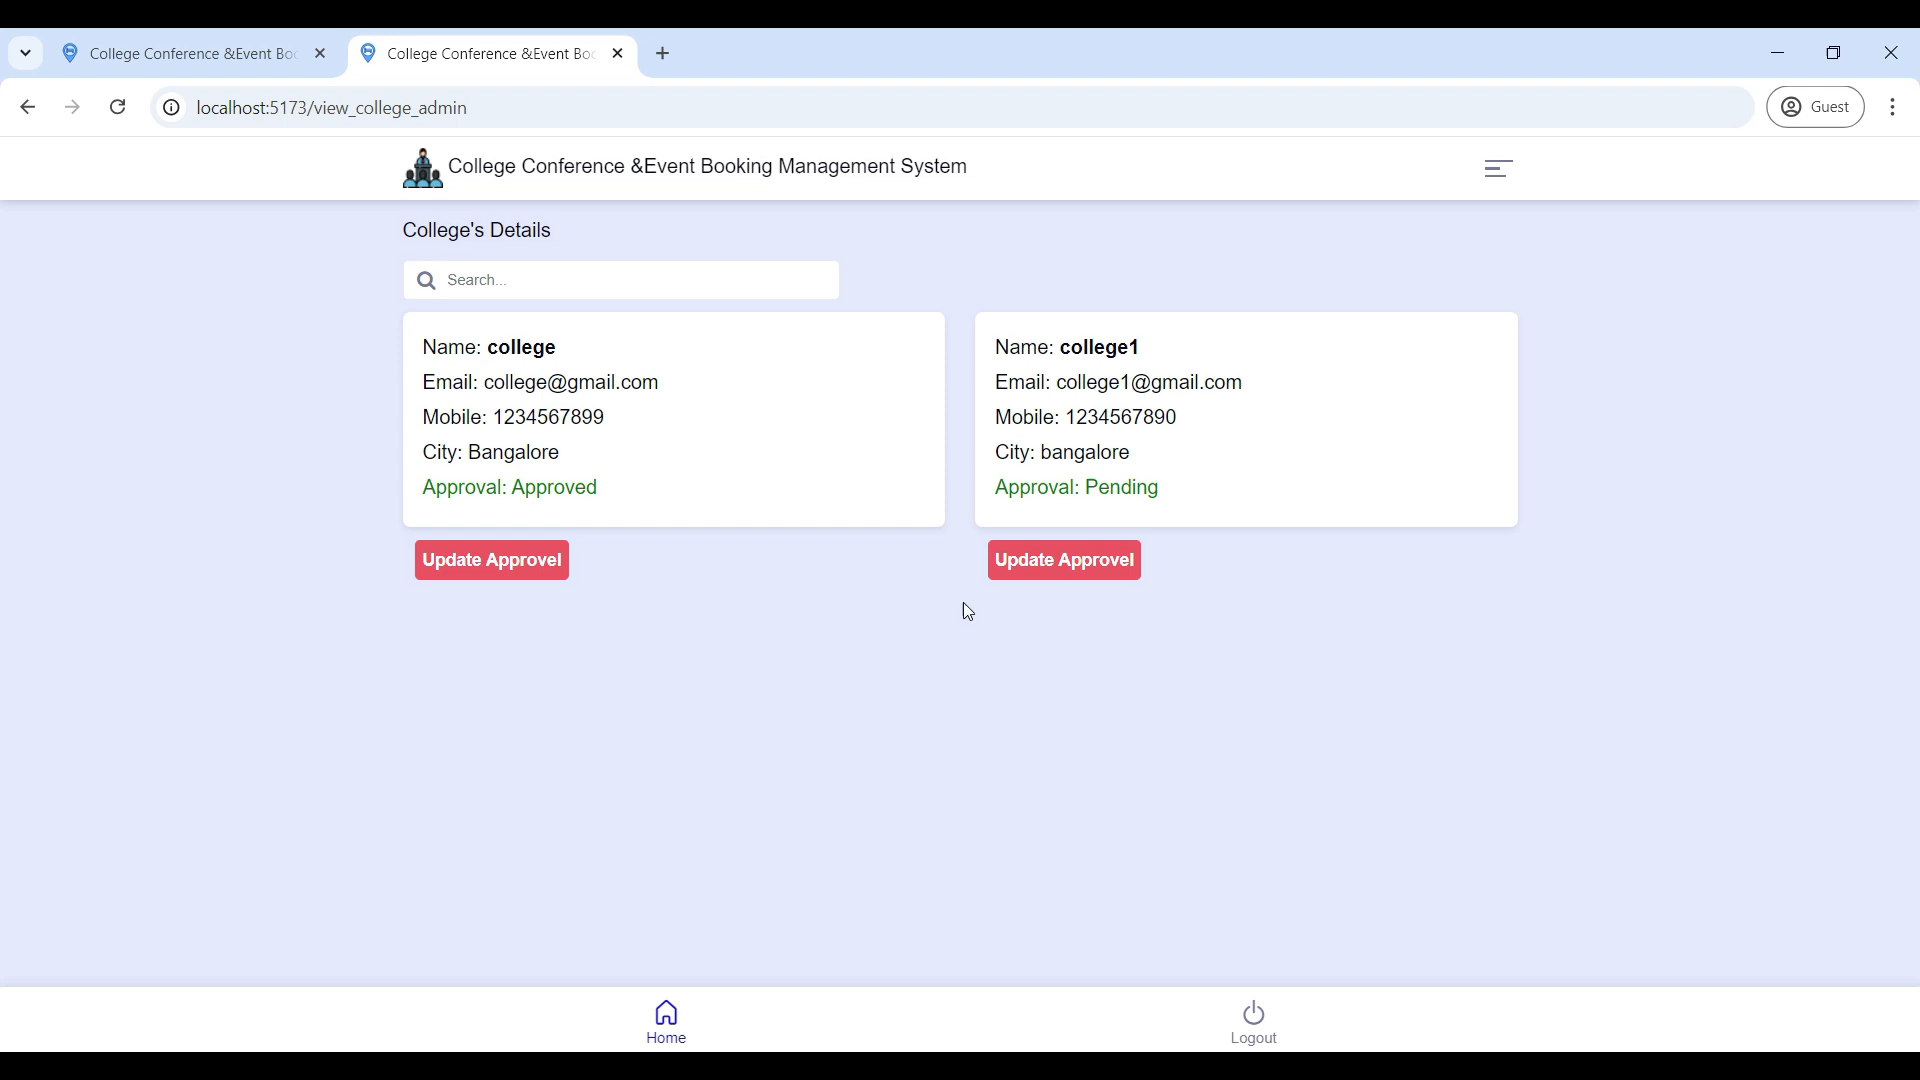 College Conference &Event Boo
College Conference &Event Boo
localhost:5173/view_college_admin
Guest
College Conference &Event Booking Management System
College's Details
Search...
Name: college
Email: college@gmail.com
Mobile: 1234567899
City: Bangalore
Approval: Approved
Update Approvel
Name: college1
Email: college1@gmail.com
Mobile: 1234567890
City: bangalore
Approval: Pending
Update Approvel
Home
Logout